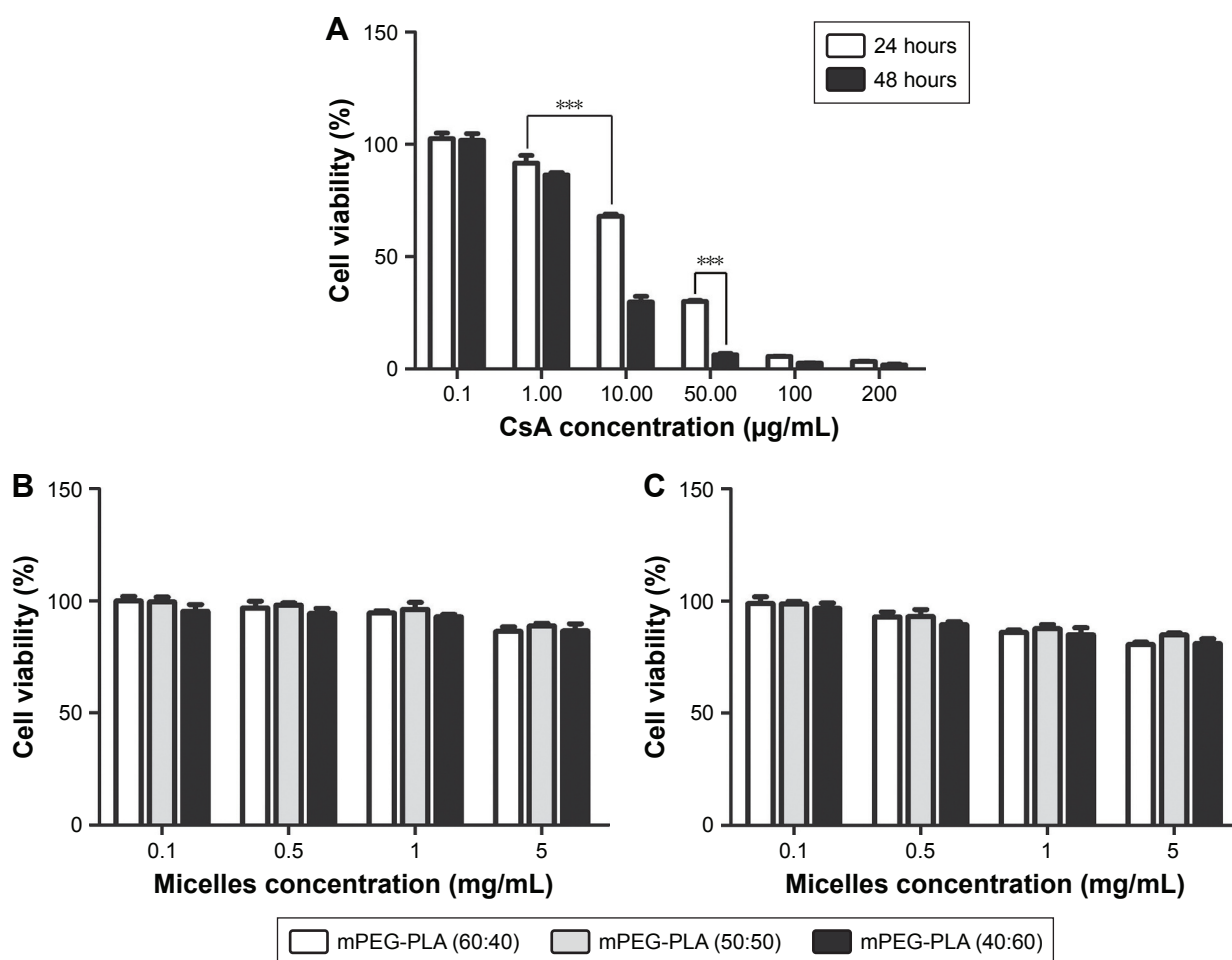 A
150
100
50
0
Cell viability (%)
24 hours
48 hours
***
***
0.1 1.00 10.00 50.00 100 200
CsA concentration (µg/mL)
B
150
100
50
0
Cell viability (%)
0.1 0.5 1 5
Micelles concentration (mg/mL)
C
150
100
50
0
Cell viability (%)
0.1 0.5 1 5
Micelles concentration (mg/mL)
mPEG-PLA (60:40) mPEG-PLA (50:50) mPEG-PLA (40:60)